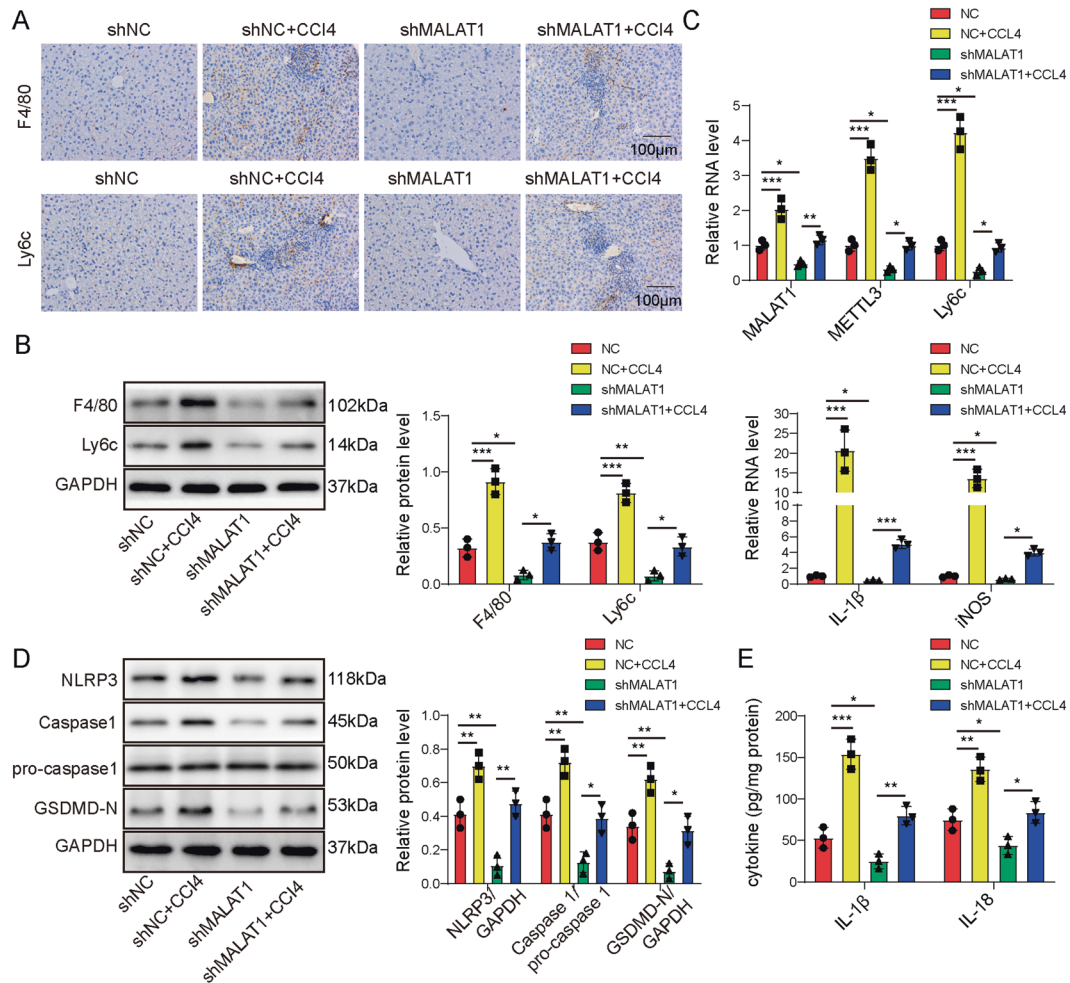 A
shNC
shNC+CCl4
shMALAT1
shMALAT1+CCl4
F4/80
100μm
shNC
shNC+CCl4
shMALAT1
shMALAT1+CCl4
Ly6c
100μm
C
NC
NC+CCL4
shMALAT1
shMALAT1+CCL4
Relative RNA level
5
4
3
2
1
0
*
***
**
*
***
*
*
***
*
MALAT1
METTL3
Ly6c
B
F4/80
102kDa
Ly6c
14kDa
GAPDH
37kDa
shNC
shNC+CCl4
shMALAT1
shMALAT1+CCl4
NC
NC+CCL4
shMALAT1
shMALAT1+CCL4
Relative protein level
1.5
1.0
0.5
0.0
*
***
*
**
***
*
F4/80
Ly6c
NC
NC+CCL4
shMALAT1
shMALAT1+CCL4
Relative RNA level
30
25
20
15
10
6
4
2
0
*
***
***
*
***
*
IL-1β
iNOS
D
NLRP3
118kDa
Caspase1
45kDa
pro-caspase1
50kDa
GSDMD-N
53kDa
GAPDH
37kDa
shNC
shNC+CCl4
shMALAT1
shMALAT1+CCl4
NC
NC+CCL4
shMALAT1
shMALAT1+CCL4
Relative protein level
1.0
0.8
0.6
0.4
0.2
0.0
**
**
**
**
**
*
**
**
*
NLRP3/
GAPDH
Caspase 1/
pro-caspase 1
GSDMD-N/
GAPDH
E
NC
NC+CCL4
shMALAT1
shMALAT1+CCL4
cytokine (pg/mg protein)
200
150
100
50
0
*
***
**
*
**
*
IL-1β
IL-18